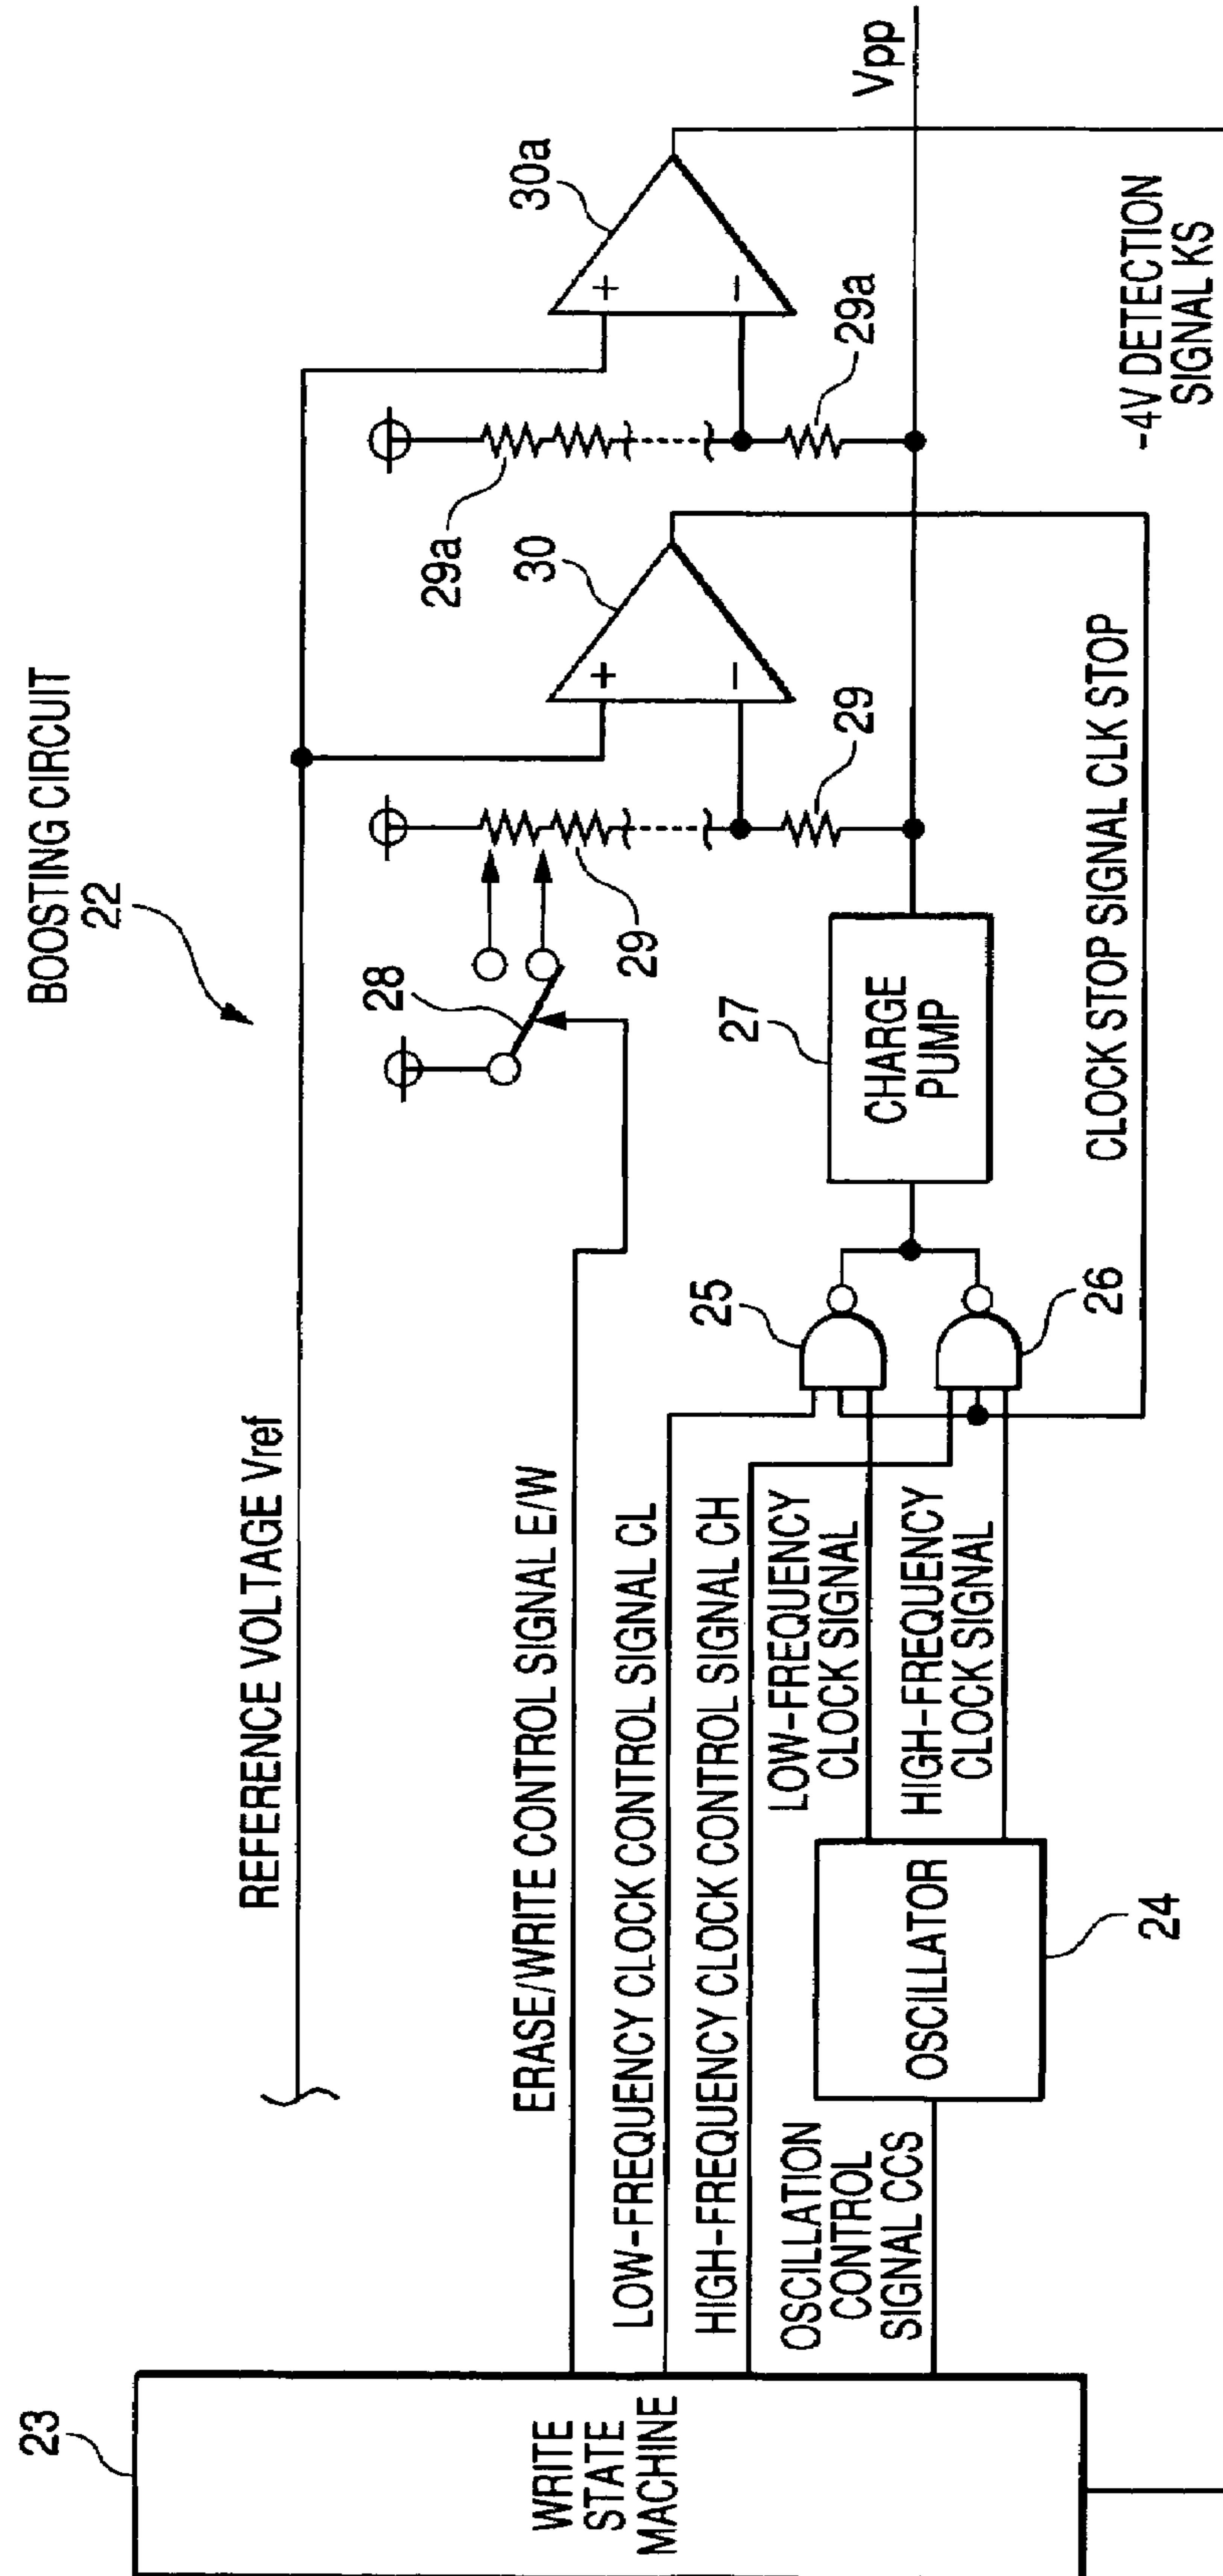 BOOSTING CIRCUIT
22
REFERENCE VOLTAGE Vref
23
WRITE
STATE
MACHINE
ERASE/WRITE CONTROL SIGNAL E/W
LOW-FREQUENCY CLOCK CONTROL SIGNAL CL
HIGH-FREQUENCY CLOCK CONTROL SIGNAL CH
OSCILLATION
CONTROL
SIGNAL CCS
OSCILLATOR
24
LOW-FREQUENCY
CLOCK SIGNAL
HIGH-FREQUENCY
CLOCK SIGNAL
25
26
27
CHARGE
PUMP
28
29
29
30
+
−
29a
29a
30a
+
−
Vpp
CLOCK STOP SIGNAL CLK STOP
-4V DETECTION
SIGNAL KS